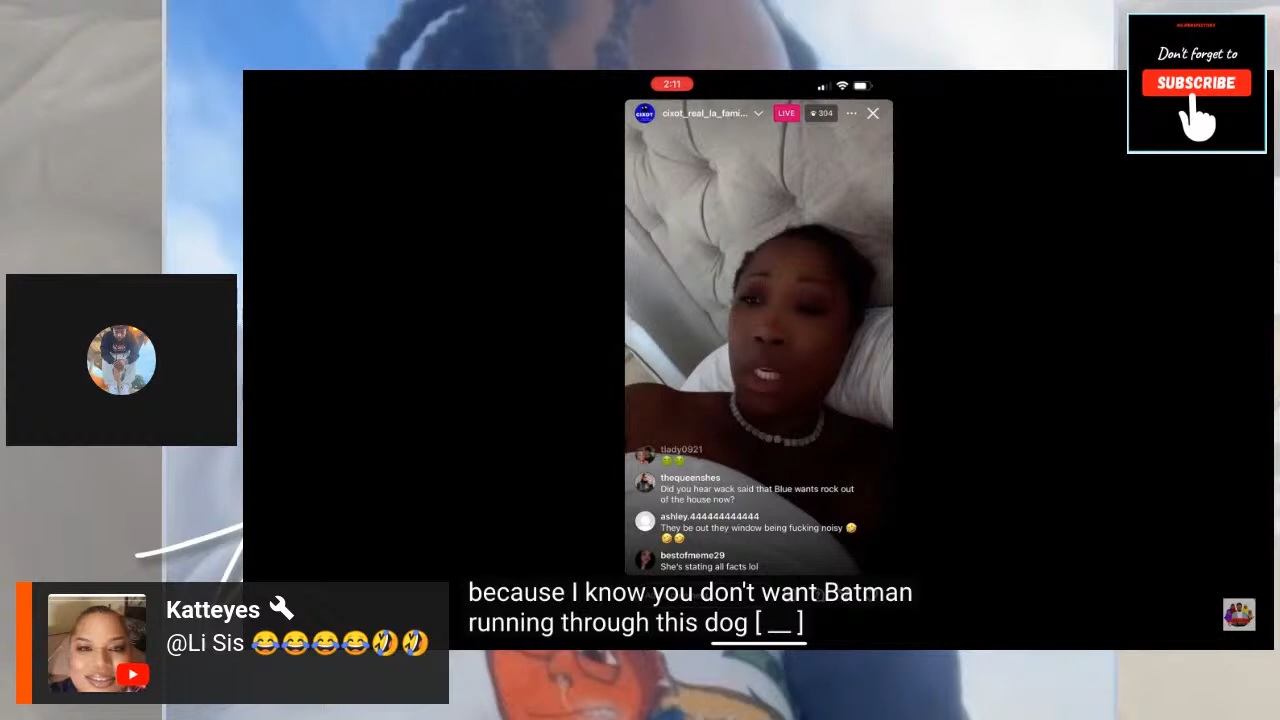 Don't forget to
SUBSCRIBE
2:11
CIXOT
cixot_real_la_fami...
LIVE
304
tlady0921
thequeenshes
Did you hear wack said that Blue wants rock out
of the house now?
ashley.444444444444
They be out they window being fucking noisy 🤣
🤣🤣
bestofmeme29
She's stating all facts lol
because I know you don't want Batman
running through this dog [ __ ]
Katteyes
@Li Sis 😂😂😂😂🤣🤣